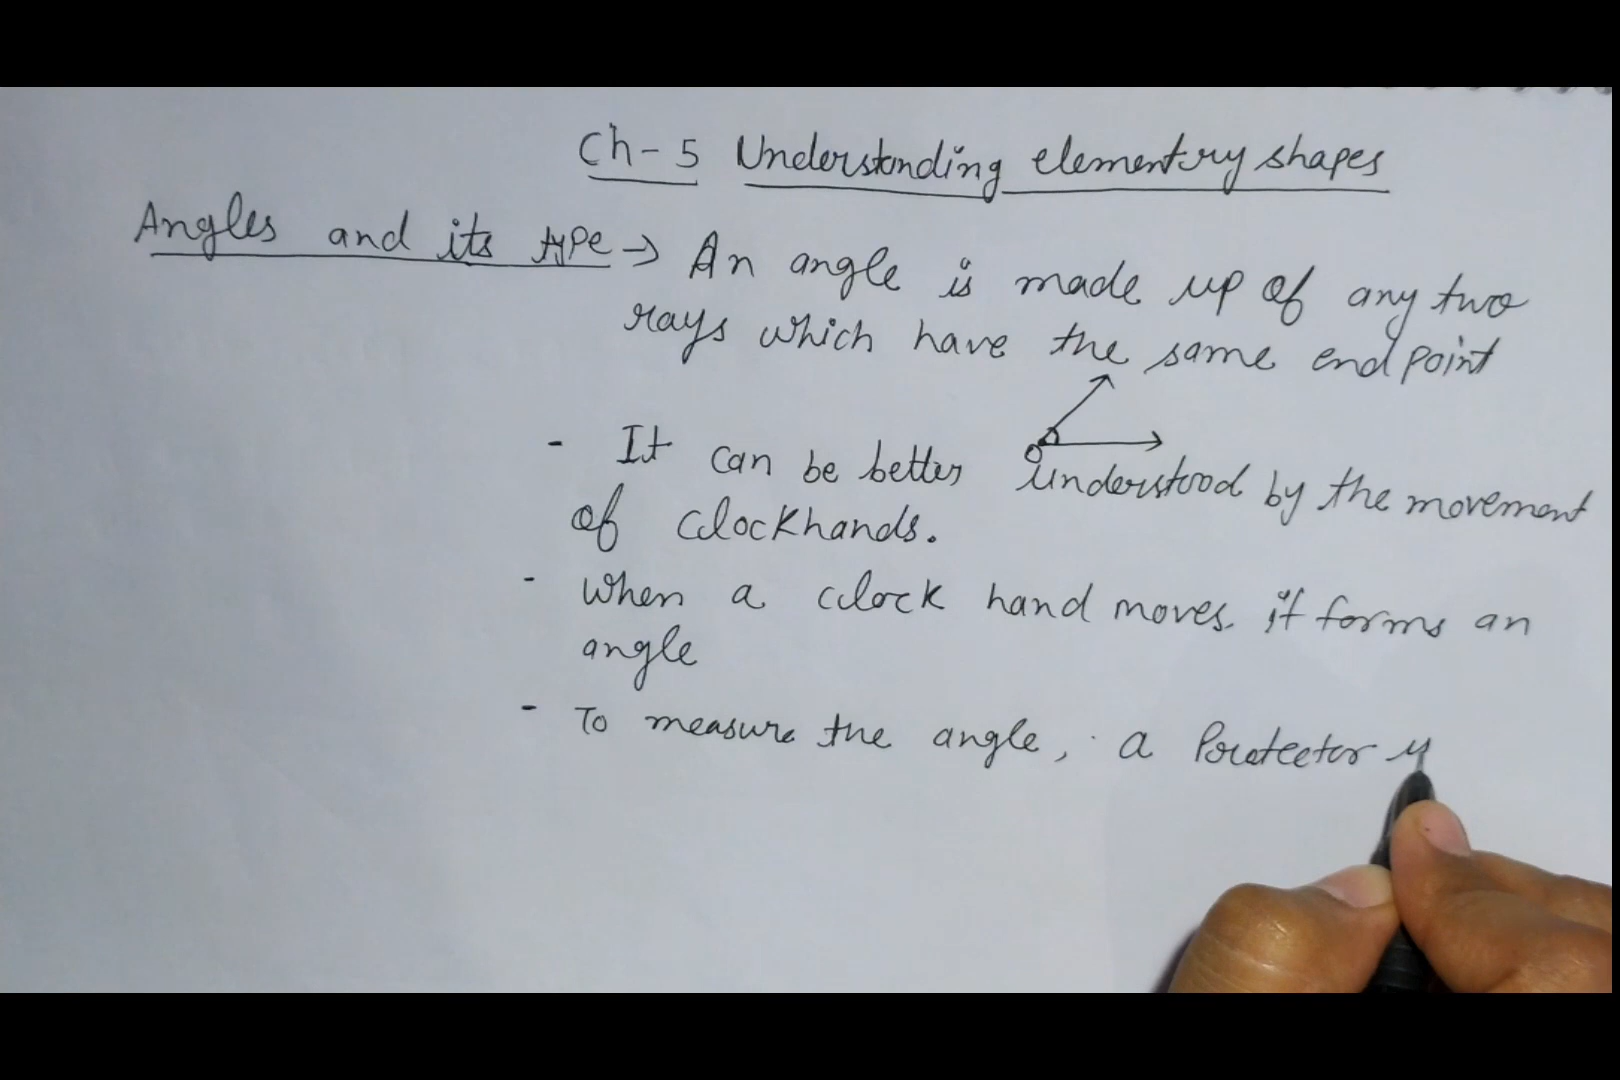 Ch-5 Understanding elementry shapes
Angles and its type → An angle is made up of any two
rays which have the same end point
O
- It can be better understood by the movement
of clockhands.
- When a clock hand moves. it forms an
angle
- To measure the angle, a Protector